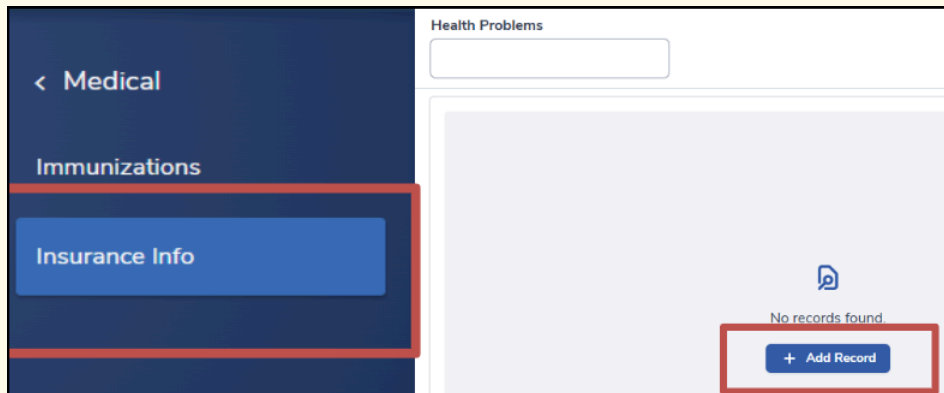 < Medical
Immunizations
Insurance Info
Health Problems
No records found.
+ Add Record